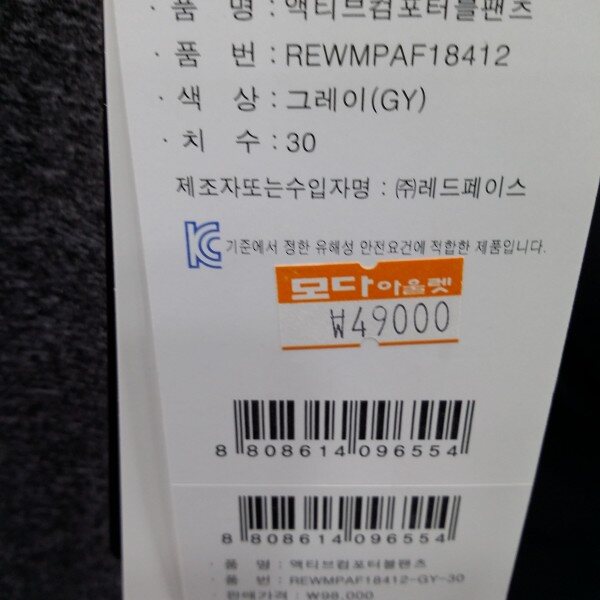 · 품 명 : 액티브컴포터블팬츠
· 품 번 : REWMPAF18412
· 색 상 : 그레이(GY)
· 치 수 : 30
제조자또는수입자명 : ㈜레드페이스
KC 기준에서 정한 유해성 안전요건에 적합한 제품입니다.
모다아울렛
₩49000
8 808614 096554
8 808614 096554
· 품 명 : 액티브컴포터블팬츠
· 품 번 : REWMPAF18412-GY-30
· 판매가격 : ₩98,000